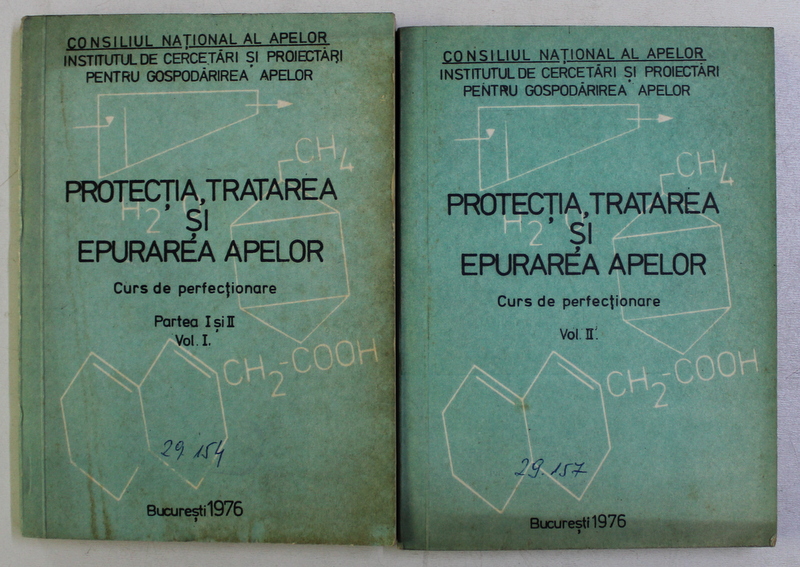 CONSILIUL NAȚIONAL AL APELOR
INSTITUTUL DE CERCETĂRI ȘI PROIECTĂRI
PENTRU GOSPODĂRIREA APELOR
CH4
PROTECȚIA, TRATAREA
H2O
ȘI
EPURAREA APELOR
Curs de perfecționare
Partea I și II
Vol. I.
CH2-COOH
29.154
București 1976
CONSILIUL NAȚIONAL AL APELOR
INSTITUTUL DE CERCETĂRI ȘI PROIECTĂRI
PENTRU GOSPODĂRIREA APELOR
CH4
PROTECȚIA, TRATAREA
H2O
ȘI
EPURAREA APELOR
Curs de perfecționare
Vol. II.
CH2-COOH
29.157
București 1976